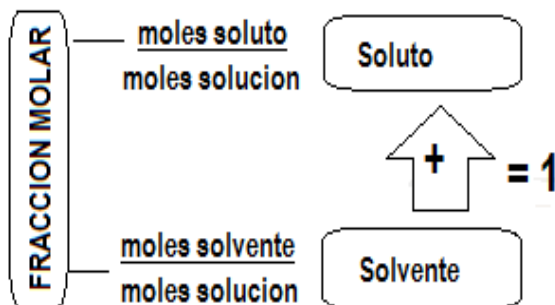 FRACCION MOLAR
moles soluto
moles solucion
Soluto
+
= 1
moles solvente
moles solucion
Solvente